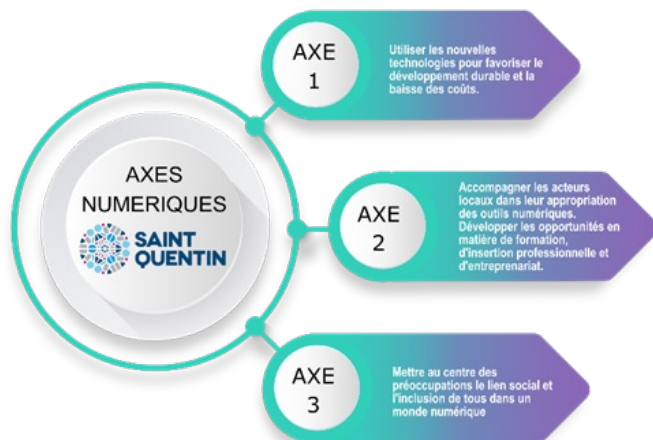 AXES
NUMERIQUES
SAINT
QUENTIN
AXE
1
Utiliser les nouvelles
technologies pour favoriser le
développement durable et la
baisse des coûts.
AXE
2
Accompagner les acteurs
locaux dans leur appropriation
des outils numériques.
Développer les opportunités en
matière de formation,
d'insertion professionnelle et
d'entreprenariat.
AXE
3
Mettre au centre des
préoccupations le lien social et
l'inclusion de tous dans un
monde numérique